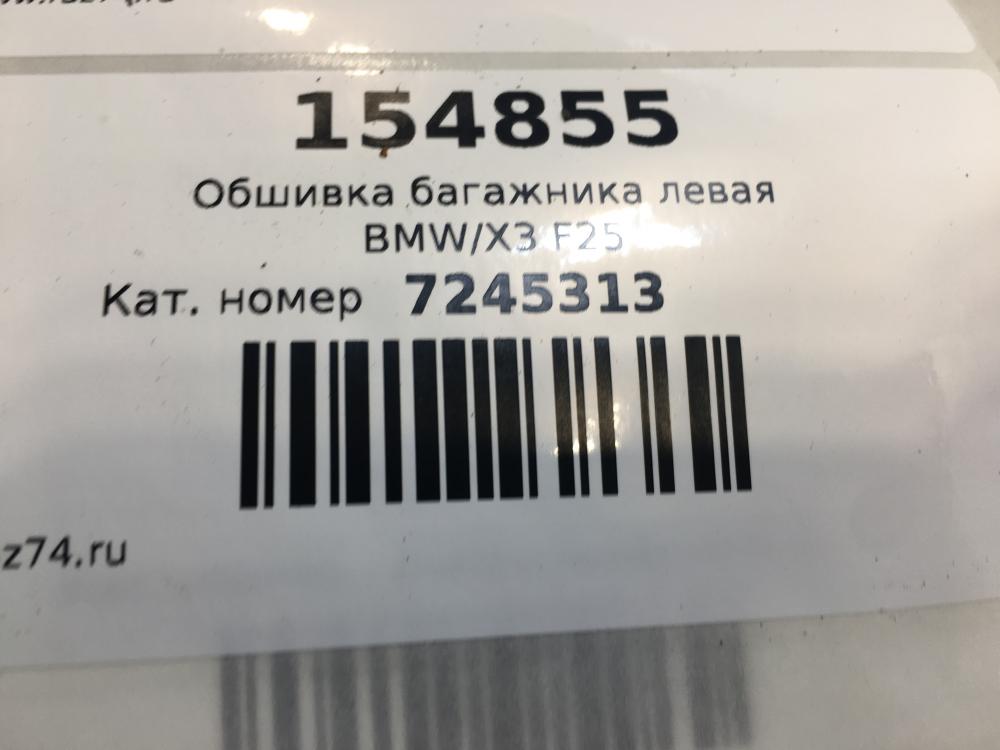 154855
Обшивка багажника левая
BMW/X3 F25
Кат. номер 7245313
z74.ru